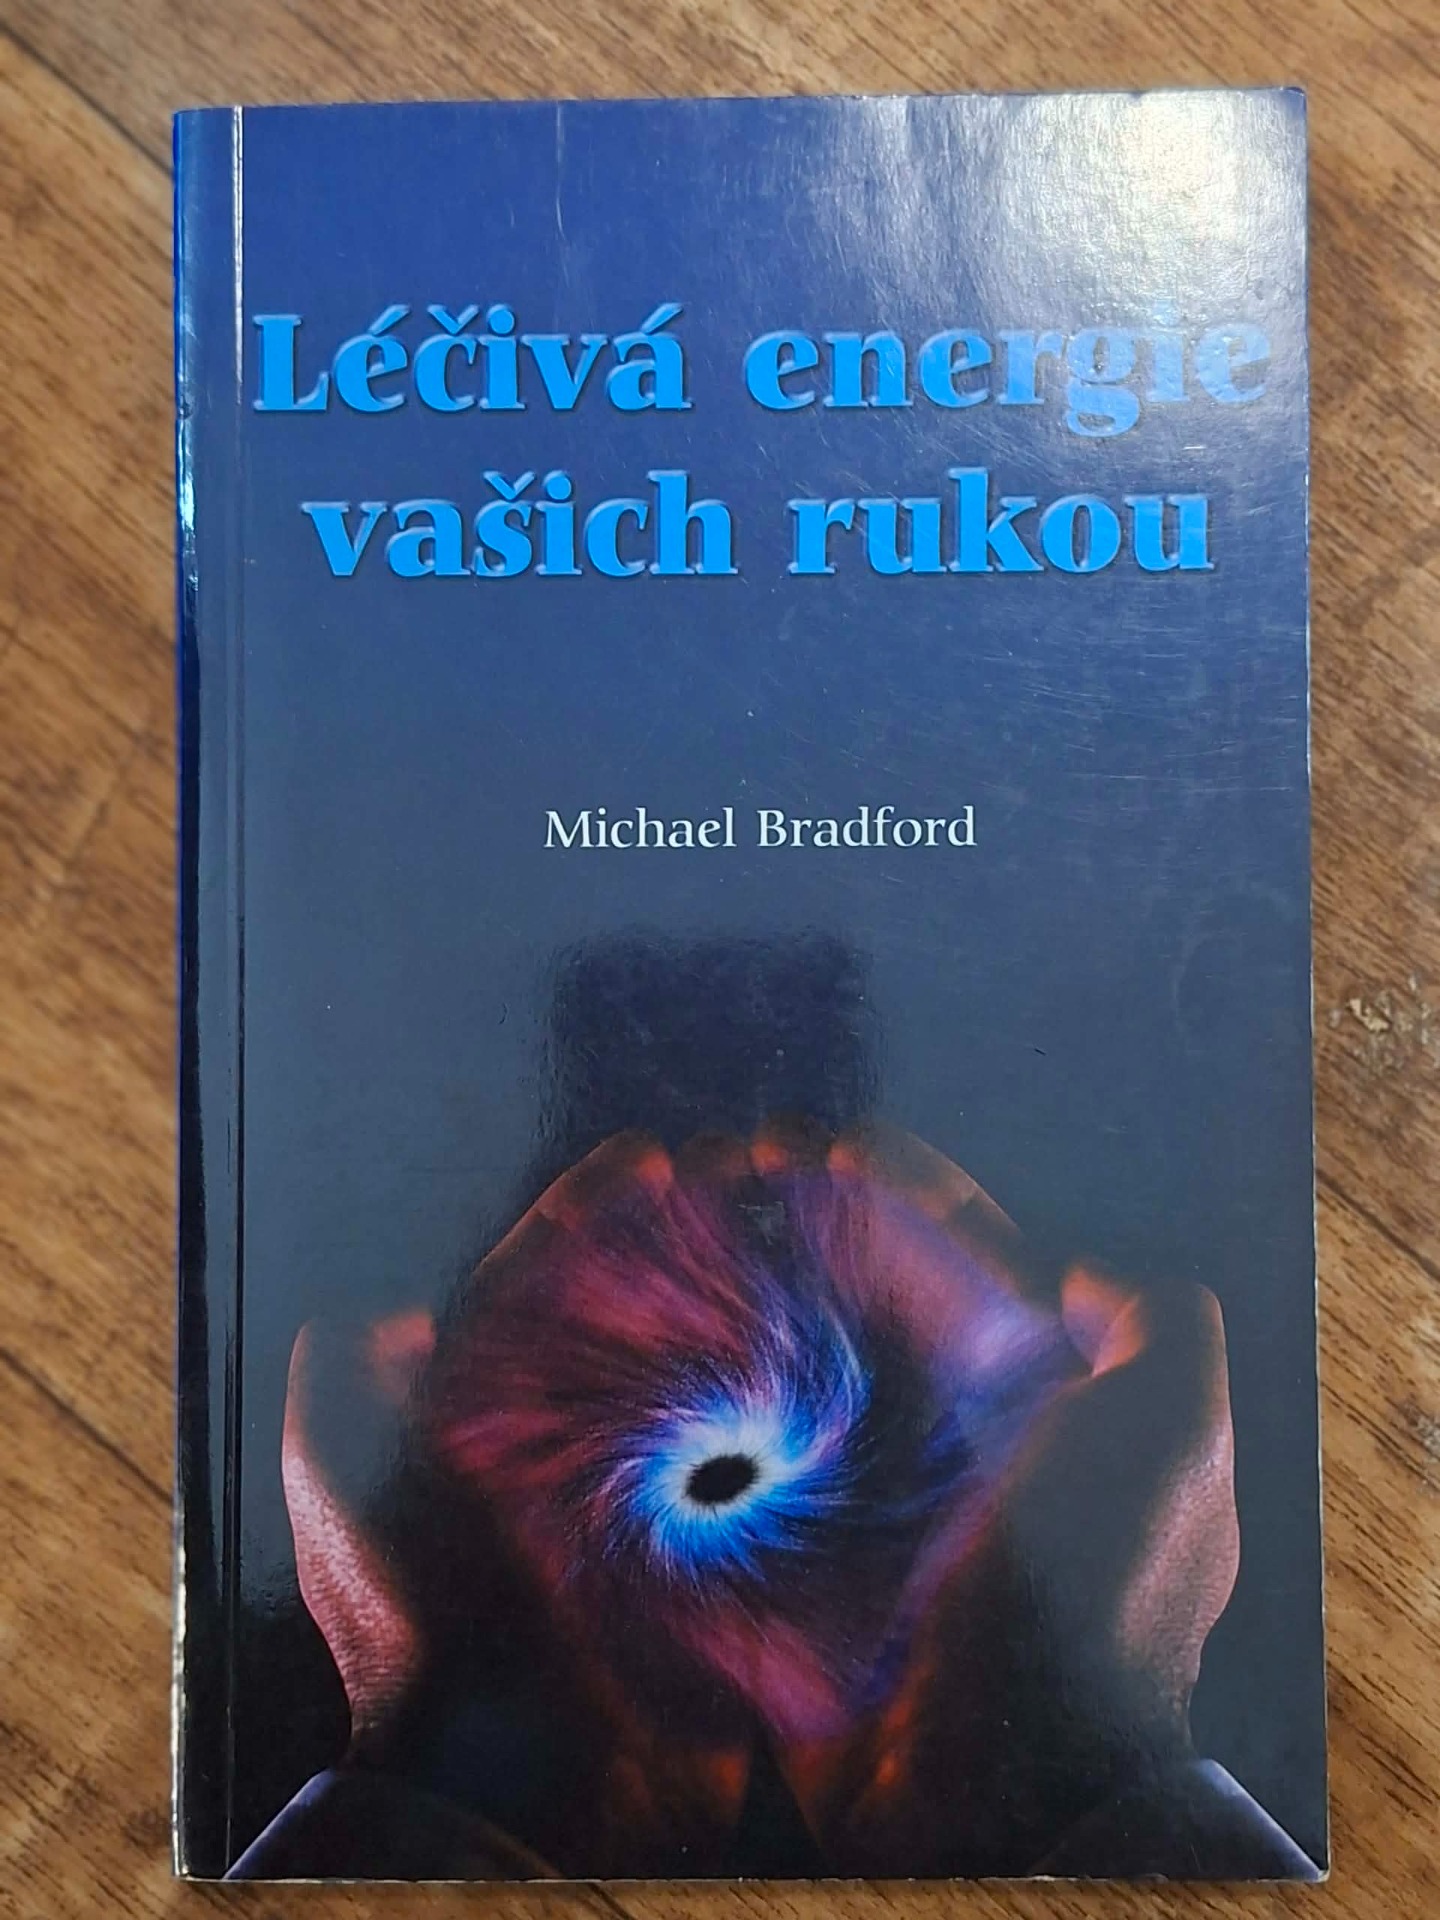 Léčivá energie
vašich rukou
Michael Bradford